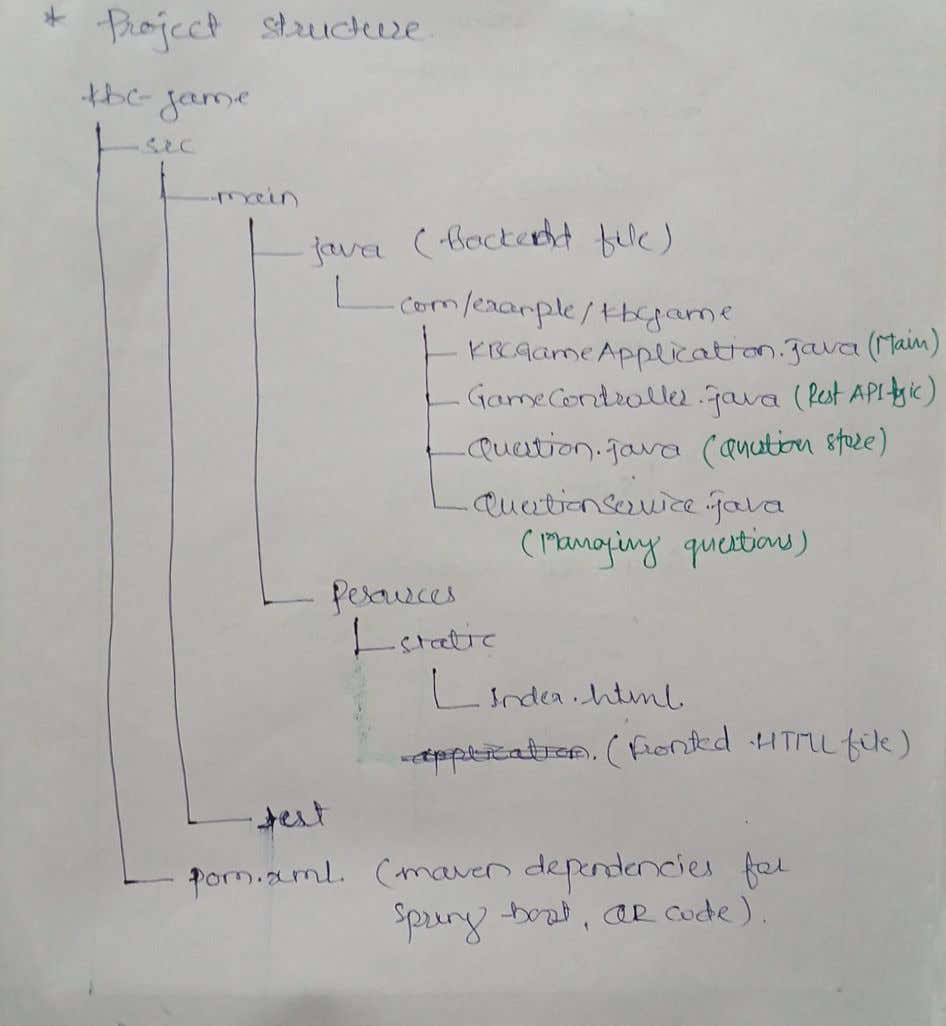 * Project structure.
kbc-game
src
main
java (Backend file)
com/example/kbcgame
KBCgameApplication.java (Main)
GameController.java (Rest API logic)
Question.java (Question store)
QuestionService.java
(Managing questions)
Resources
static
index.html.
application. (fronted .HTML file)
test
pom.xml. (maven dependencies for
spring boot, QR code).